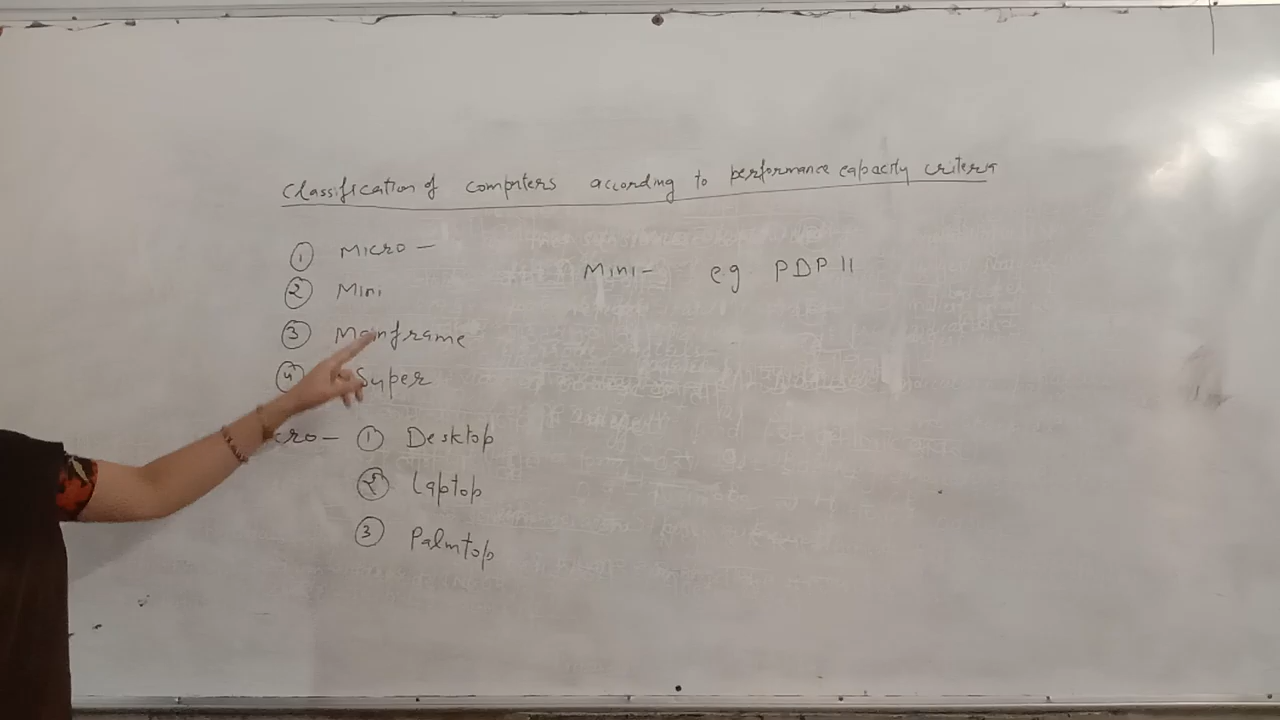 Classification of computers according to performance capacity criteria
① Micro -
② Mini
③ Mainframe
④ Super
cro - ① Desktop
② Laptop
③ Palmtop
Mini - eg PDP 11